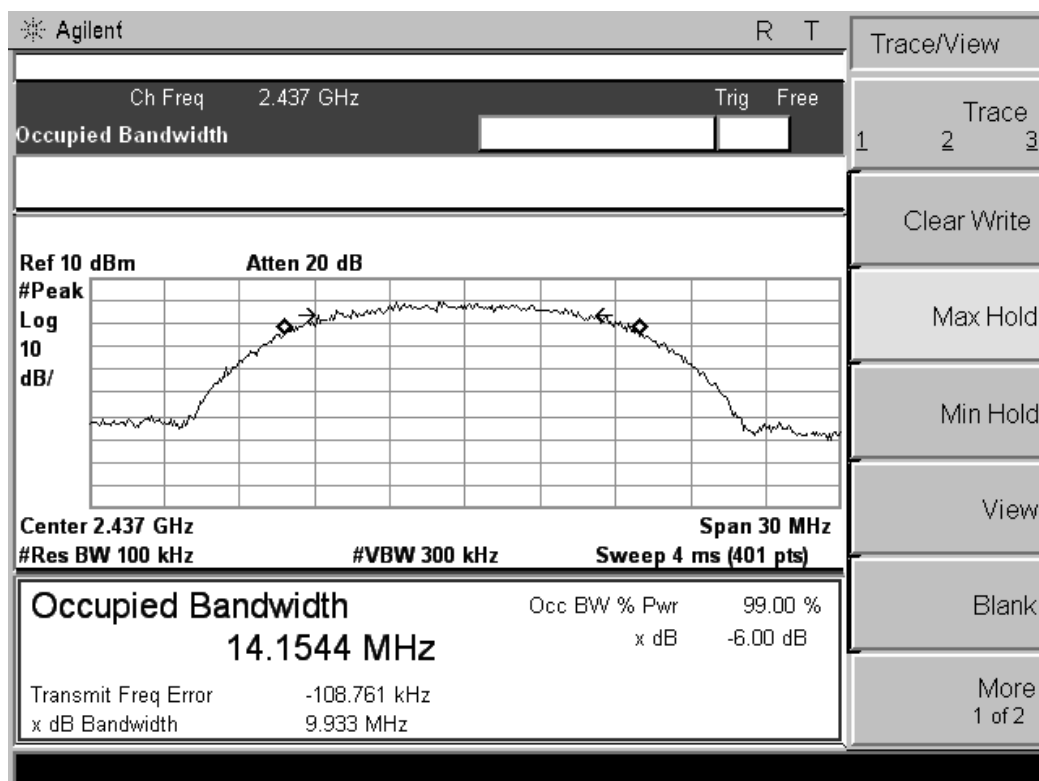 Agilent R T
Trace/View
Ch Freq 2.437 GHz Trig Free
Occupied Bandwidth
Trace
1 2 3
Clear Write
Ref 10 dBm Atten 20 dB
#Peak
Log
10
dB/
Max Hold
Min Hold
Center 2.437 GHz Span 30 MHz
#Res BW 100 kHz #VBW 300 kHz Sweep 4 ms (401 pts)
View
Occupied Bandwidth Occ BW % Pwr 99.00 %
14.1544 MHz x dB -6.00 dB
Transmit Freq Error -108.761 kHz
x dB Bandwidth 9.933 MHz
Blank
More
1 of 2